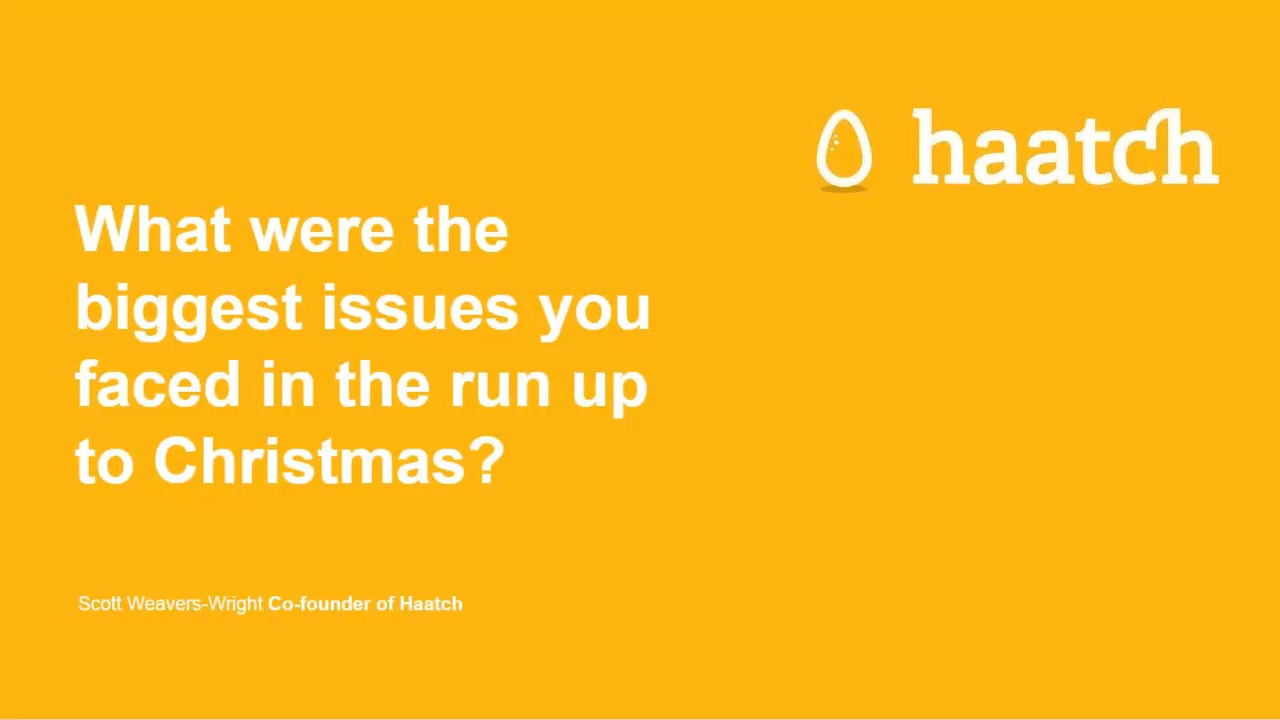 haatch
What were the
biggest issues you
faced in the run up
to Christmas?
Scott Weavers-Wright Co-founder of Haatch